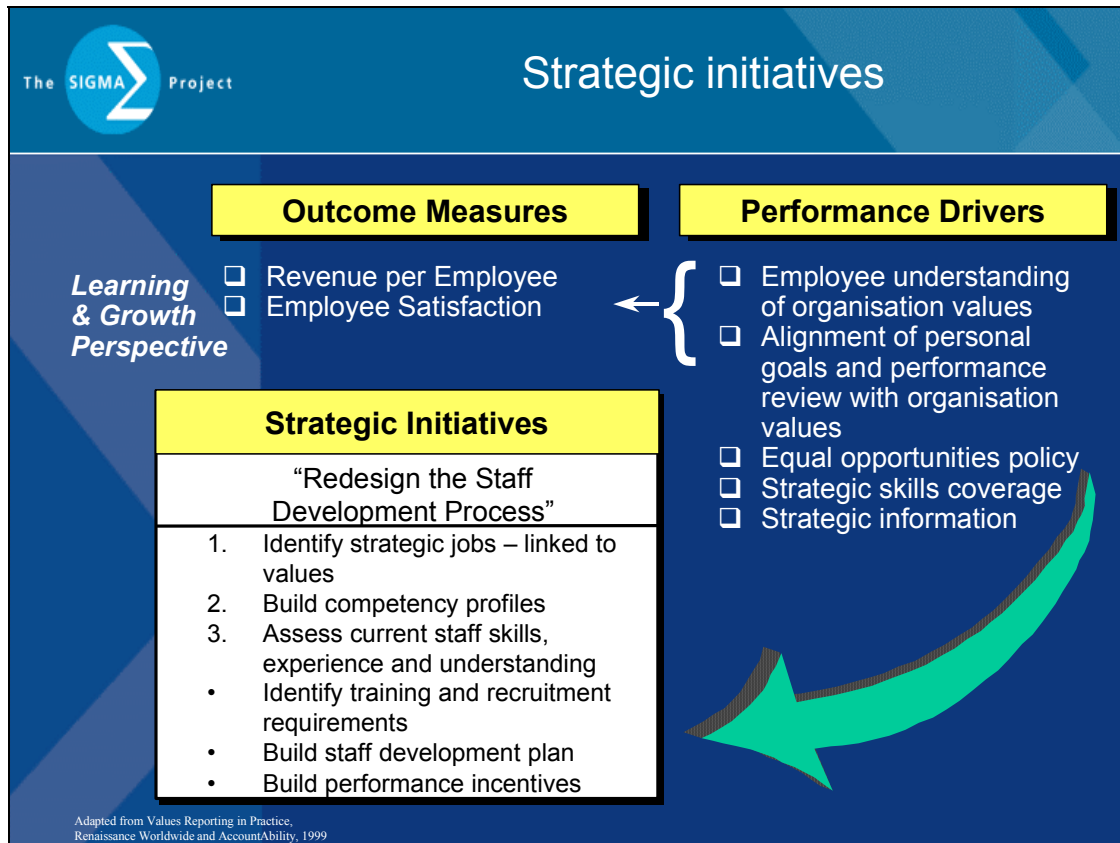 The SIGMA Project
Strategic initiatives
Outcome Measures
Performance Drivers
Learning
& Growth
Perspective
❑ Revenue per Employee
❑ Employee Satisfaction
❑ Employee understanding
of organisation values
❑ Alignment of personal
goals and performance
review with organisation
values
❑ Equal opportunities policy
❑ Strategic skills coverage
❑ Strategic information
Strategic Initiatives
“Redesign the Staff
Development Process”
1. Identify strategic jobs – linked to
values
2. Build competency profiles
3. Assess current staff skills,
experience and understanding
• Identify training and recruitment
requirements
• Build staff development plan
• Build performance incentives
Adapted from Values Reporting in Practice,
Renaissance Worldwide and AccountAbility, 1999